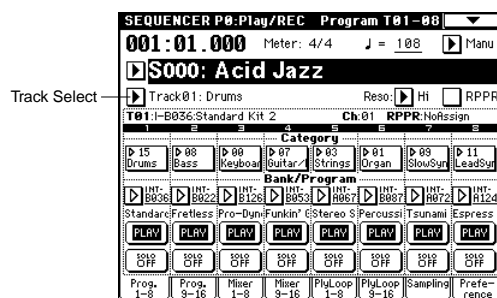 SEQUENCER P0:Play/REC Program T01-08
001:01.000 Meter: 4/4 ♩ = 108 Manu
S000: Acid Jazz
Track Select Track01: Drums Reso: Hi RPPR
T01:I-B036:Standard Kit 2 Ch:01 RPPR:NoAssign
1 2 3 4 5 6 7 8
Category
15 Drums 08 Bass 00 Keyboar 07 Guitar/ 03 Strings 01 Organ 09 SlowSyn 11 LeadSyn
Bank/Program
INT-B036 INT-B022 INT-B126 INT-B053 INT-A067 INT-B087 INT-A072 INT-A124
Standarc Fretless Pro-Dyn Funkin' Stereo S Percussi Tsunami Espress
PLAY PLAY PLAY PLAY PLAY PLAY PLAY PLAY
SOLO OFF SOLO OFF SOLO OFF SOLO OFF SOLO OFF SOLO OFF SOLO OFF SOLO OFF
Prog. 1-8 Prog. 9-16 Mixer 1-8 Mixer 9-16 PlyLoop 1-8 PlyLoop 9-16 Sampling Prefe-rence